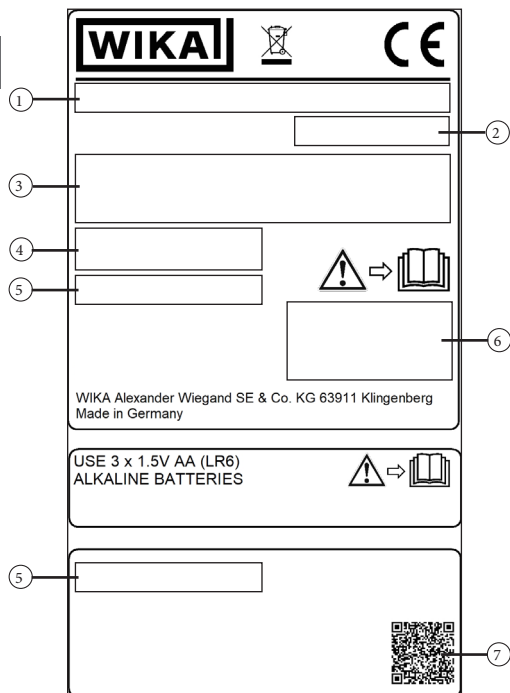 WIKA
CE
1
2
3
4
5
6
WIKA Alexander Wiegand SE & Co. KG 63911 Klingenberg
Made in Germany
USE 3 x 1.5V AA (LR6)
ALKALINE BATTERIES
5
7